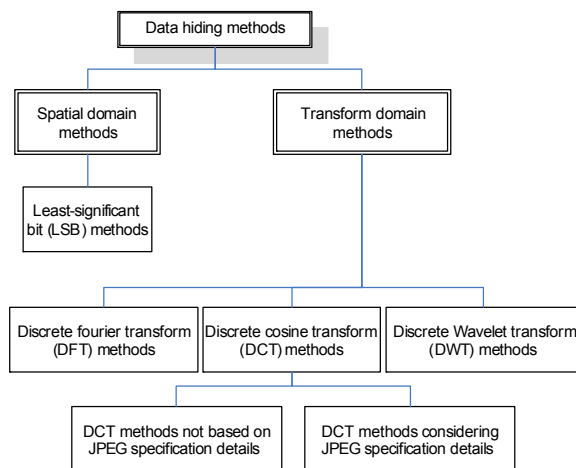 Data hiding methods
Spatial domain
methods
Transform domain
methods
Least-significant
bit (LSB) methods
Discrete fourier transform
(DFT) methods
Discrete cosine transform
(DCT) methods
Discrete Wavelet transform
(DWT) methods
DCT methods not based on
JPEG specification details
DCT methods considering
JPEG specification details